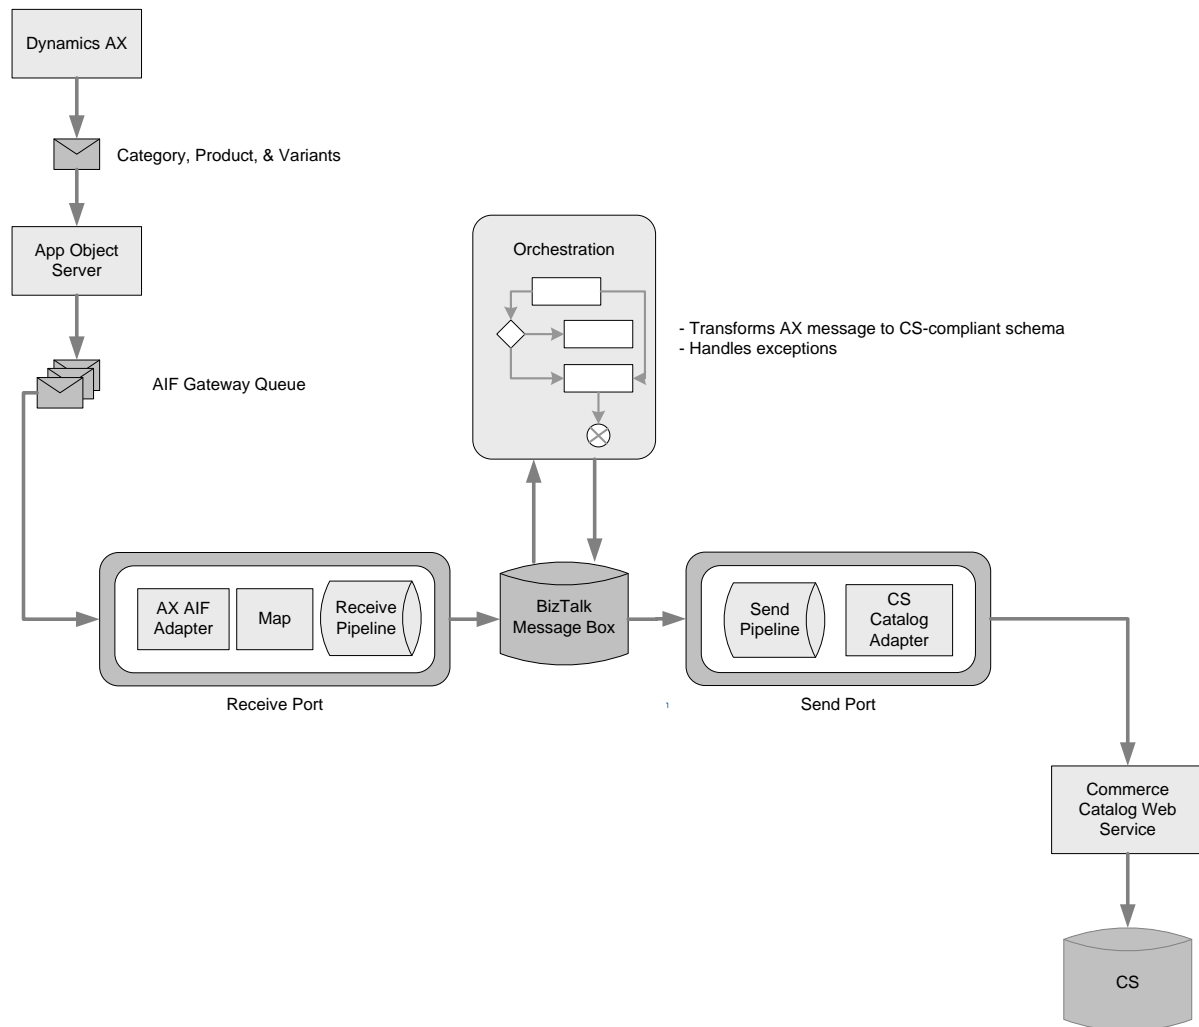 Dynamics AX
Category, Product, & Variants
App Object
Server
AIF Gateway Queue
Orchestration
- Transforms AX message to CS-compliant schema
- Handles exceptions
AX AIF
Adapter
Map
Receive
Pipeline
Receive Port
BizTalk
Message Box
Send
Pipeline
CS
Catalog
Adapter
Send Port
Commerce
Catalog Web
Service
CS